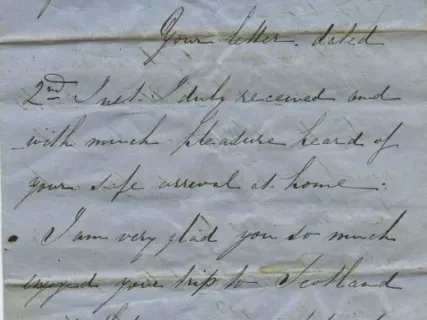 Your letter. dated
2nd Inst. I duly received and
with much pleasure heard of
your safe arrival at home.
I am very glad you so much
enjoyed your trip to Scotland